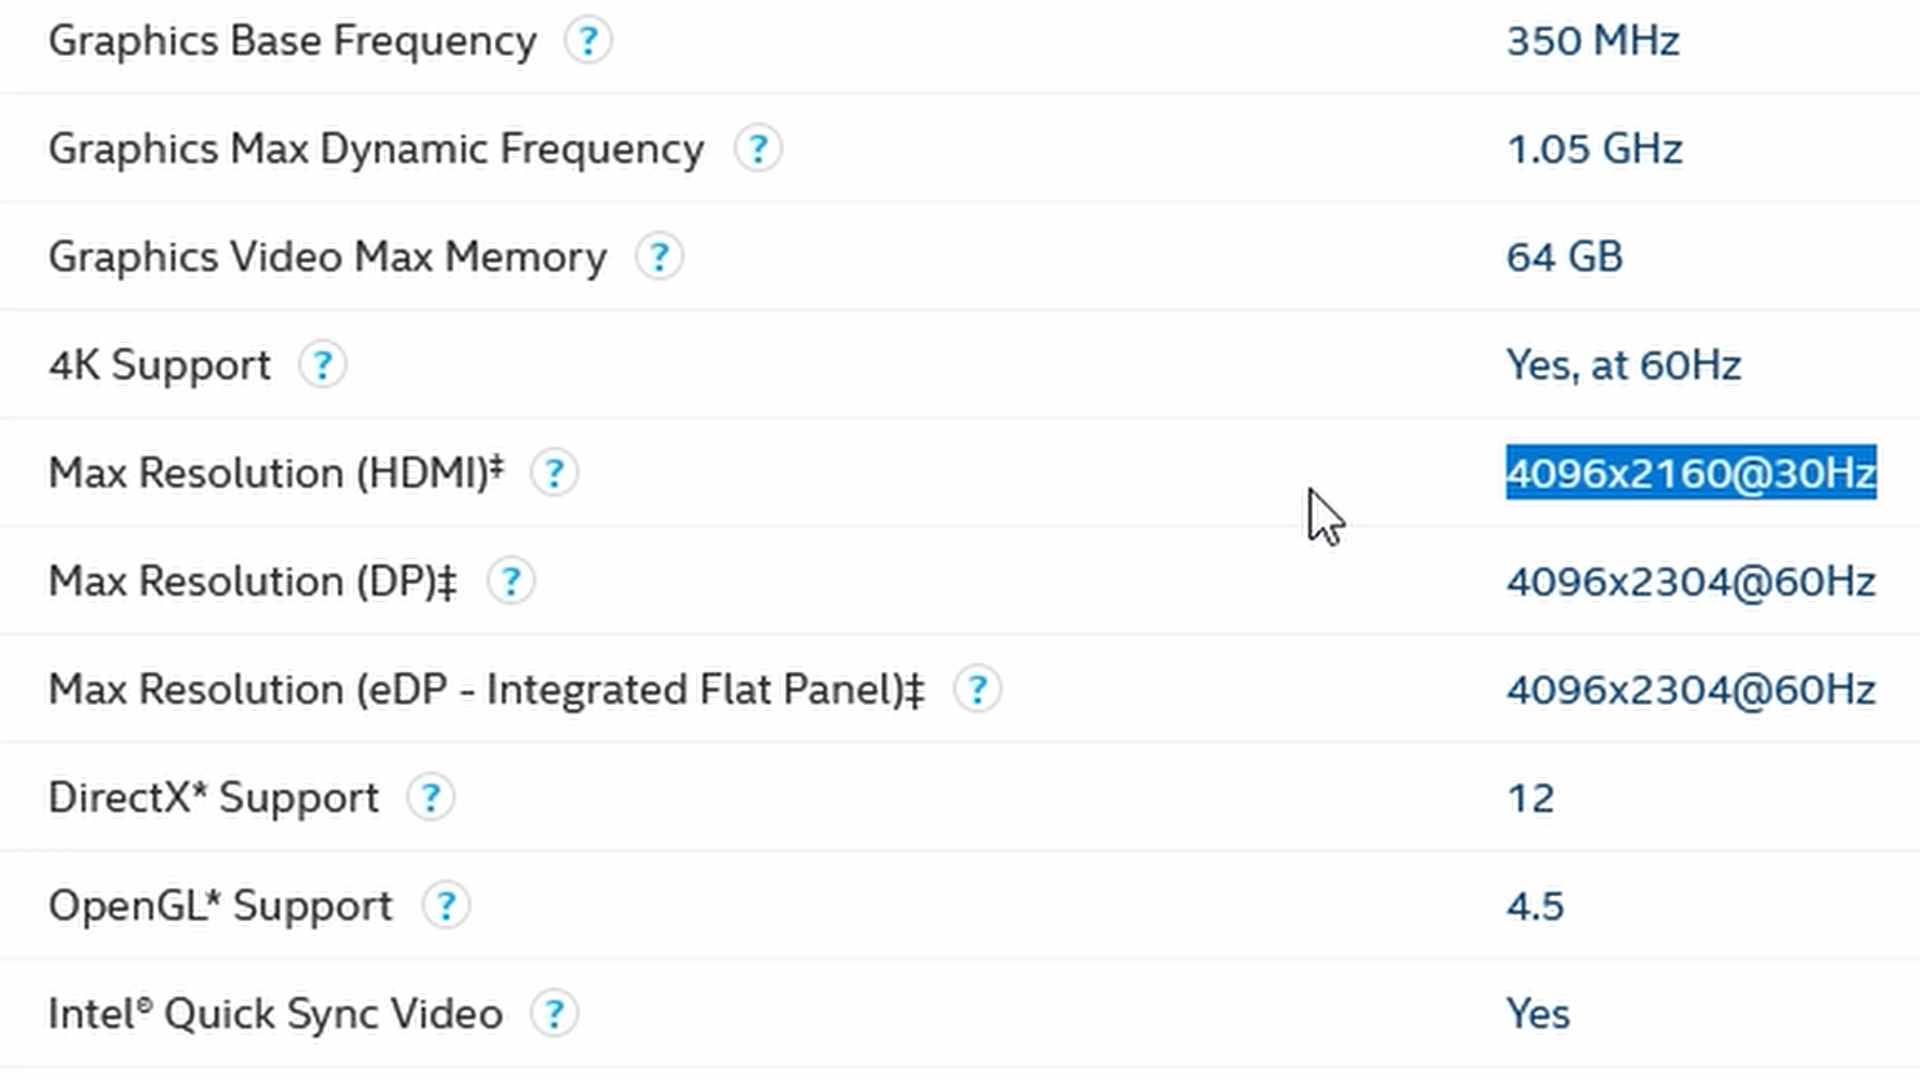 Graphics Base Frequency ? 350 MHz
Graphics Max Dynamic Frequency ? 1.05 GHz
Graphics Video Max Memory ? 64 GB
4K Support ? Yes, at 60Hz
Max Resolution (HDMI)‡ ? 4096x2160@30Hz
Max Resolution (DP)‡ ? 4096x2304@60Hz
Max Resolution (eDP - Integrated Flat Panel)‡ ? 4096x2304@60Hz
DirectX* Support ? 12
OpenGL* Support ? 4.5
Intel® Quick Sync Video ? Yes